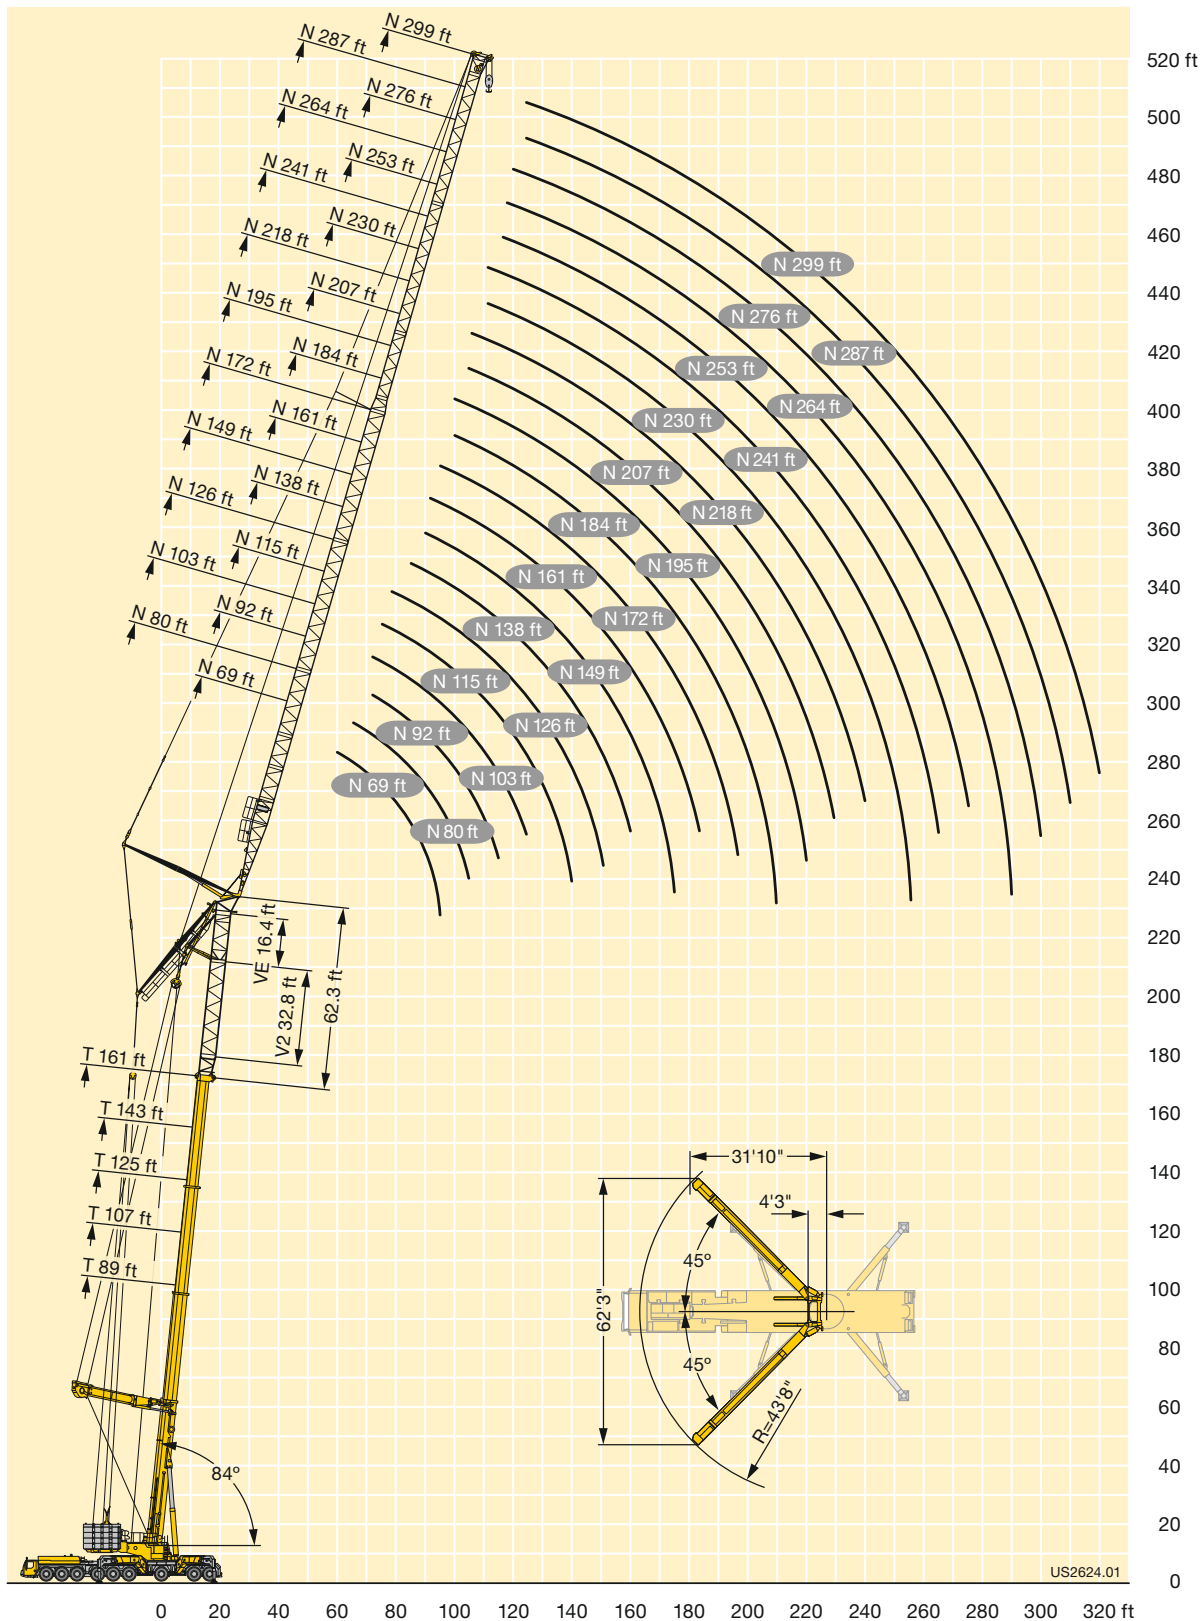 N 299 ft
N 287 ft
N 276 ft
N 264 ft
N 253 ft
N 241 ft
N 230 ft
N 218 ft
N 207 ft
N 195 ft
N 184 ft
N 172 ft
N 161 ft
N 149 ft
N 138 ft
N 126 ft
N 115 ft
N 103 ft
N 92 ft
N 80 ft
N 69 ft
N 299 ft
N 276 ft
N 287 ft
N 253 ft
N 264 ft
N 230 ft
N 241 ft
N 207 ft
N 218 ft
N 184 ft
N 195 ft
N 161 ft
N 172 ft
N 138 ft
N 149 ft
N 115 ft
N 126 ft
N 92 ft
N 103 ft
N 69 ft
N 80 ft
VE 16.4 ft
V2 32.8 ft
62.3 ft
T 161 ft
T 143 ft
T 125 ft
T 107 ft
T 89 ft
84º
31'10"
4'3"
45º
62'3"
45º
R=43'8"
520 ft
500
480
460
440
420
400
380
360
340
320
300
280
260
240
220
200
180
160
140
120
100
80
60
40
20
0
US2624.01
0 20 40 60 80 100 120 140 160 180 200 220 240 260 280 300 320 ft